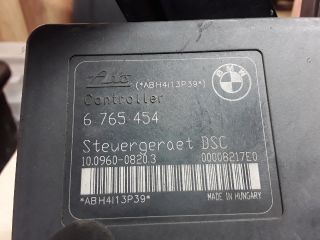 Ate (*ABH4I13P39*)
BMW
Controller
6 765 454
Steuergeraet DSC
10.0960-0820.3 00008217E0
MADE IN HUNGARY
*ABH4I13P39*